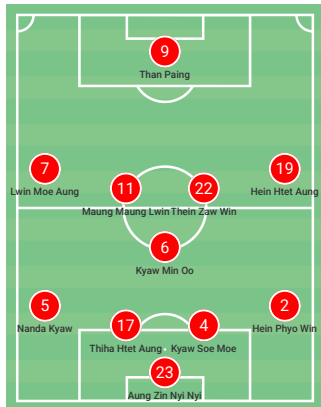 9
Than Paing
7
19
Lwin Moe Aung
Hein Htet Aung
11
22
Maung Maung Lwin Thein Zaw Win
6
Kyaw Min Oo
5
2
Nanda Kyaw
Hein Phyo Win
17
4
Thiha Htet Aung Kyaw Soe Moe
23
Aung Zin Nyi Nyi